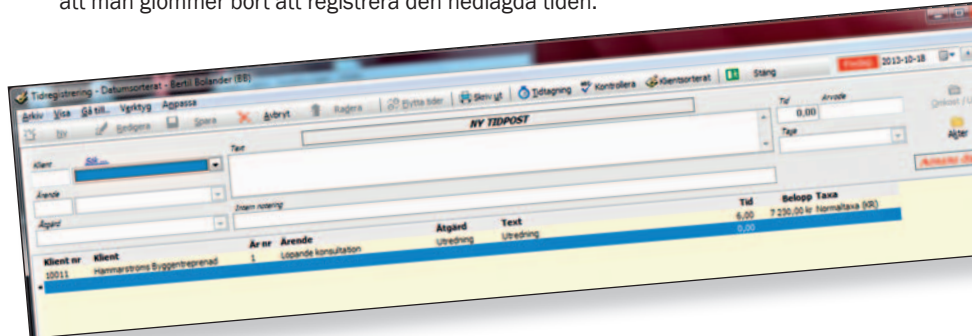 att man glömmer bort att registrera den nedlagda tiden.
Tidregistrering - Datumsorterat - Bertil Bolander (BB)
Arkiv Visa Gå till... Verktyg Anpassa
Ny Redigera Spara Avbryt Radera Flytta tider Skriv ut Tidtagning Kontrollera Klientsorterat Stäng
Fredag 2013-10-18
NY TIDPOST
Klient Sök... Text Tid Arvode
0,00
Ärende Taxa
Akter
Åtgärd Intern notering
Klient nr Klient Är nr Ärende Åtgärd Text Tid Belopp Taxa
10011 Hammarströms Byggentreprenad 1 Löpande konsultation Utredning Utredning 6,00 7 230,00 kr Normaltaxa (KR)
0,00